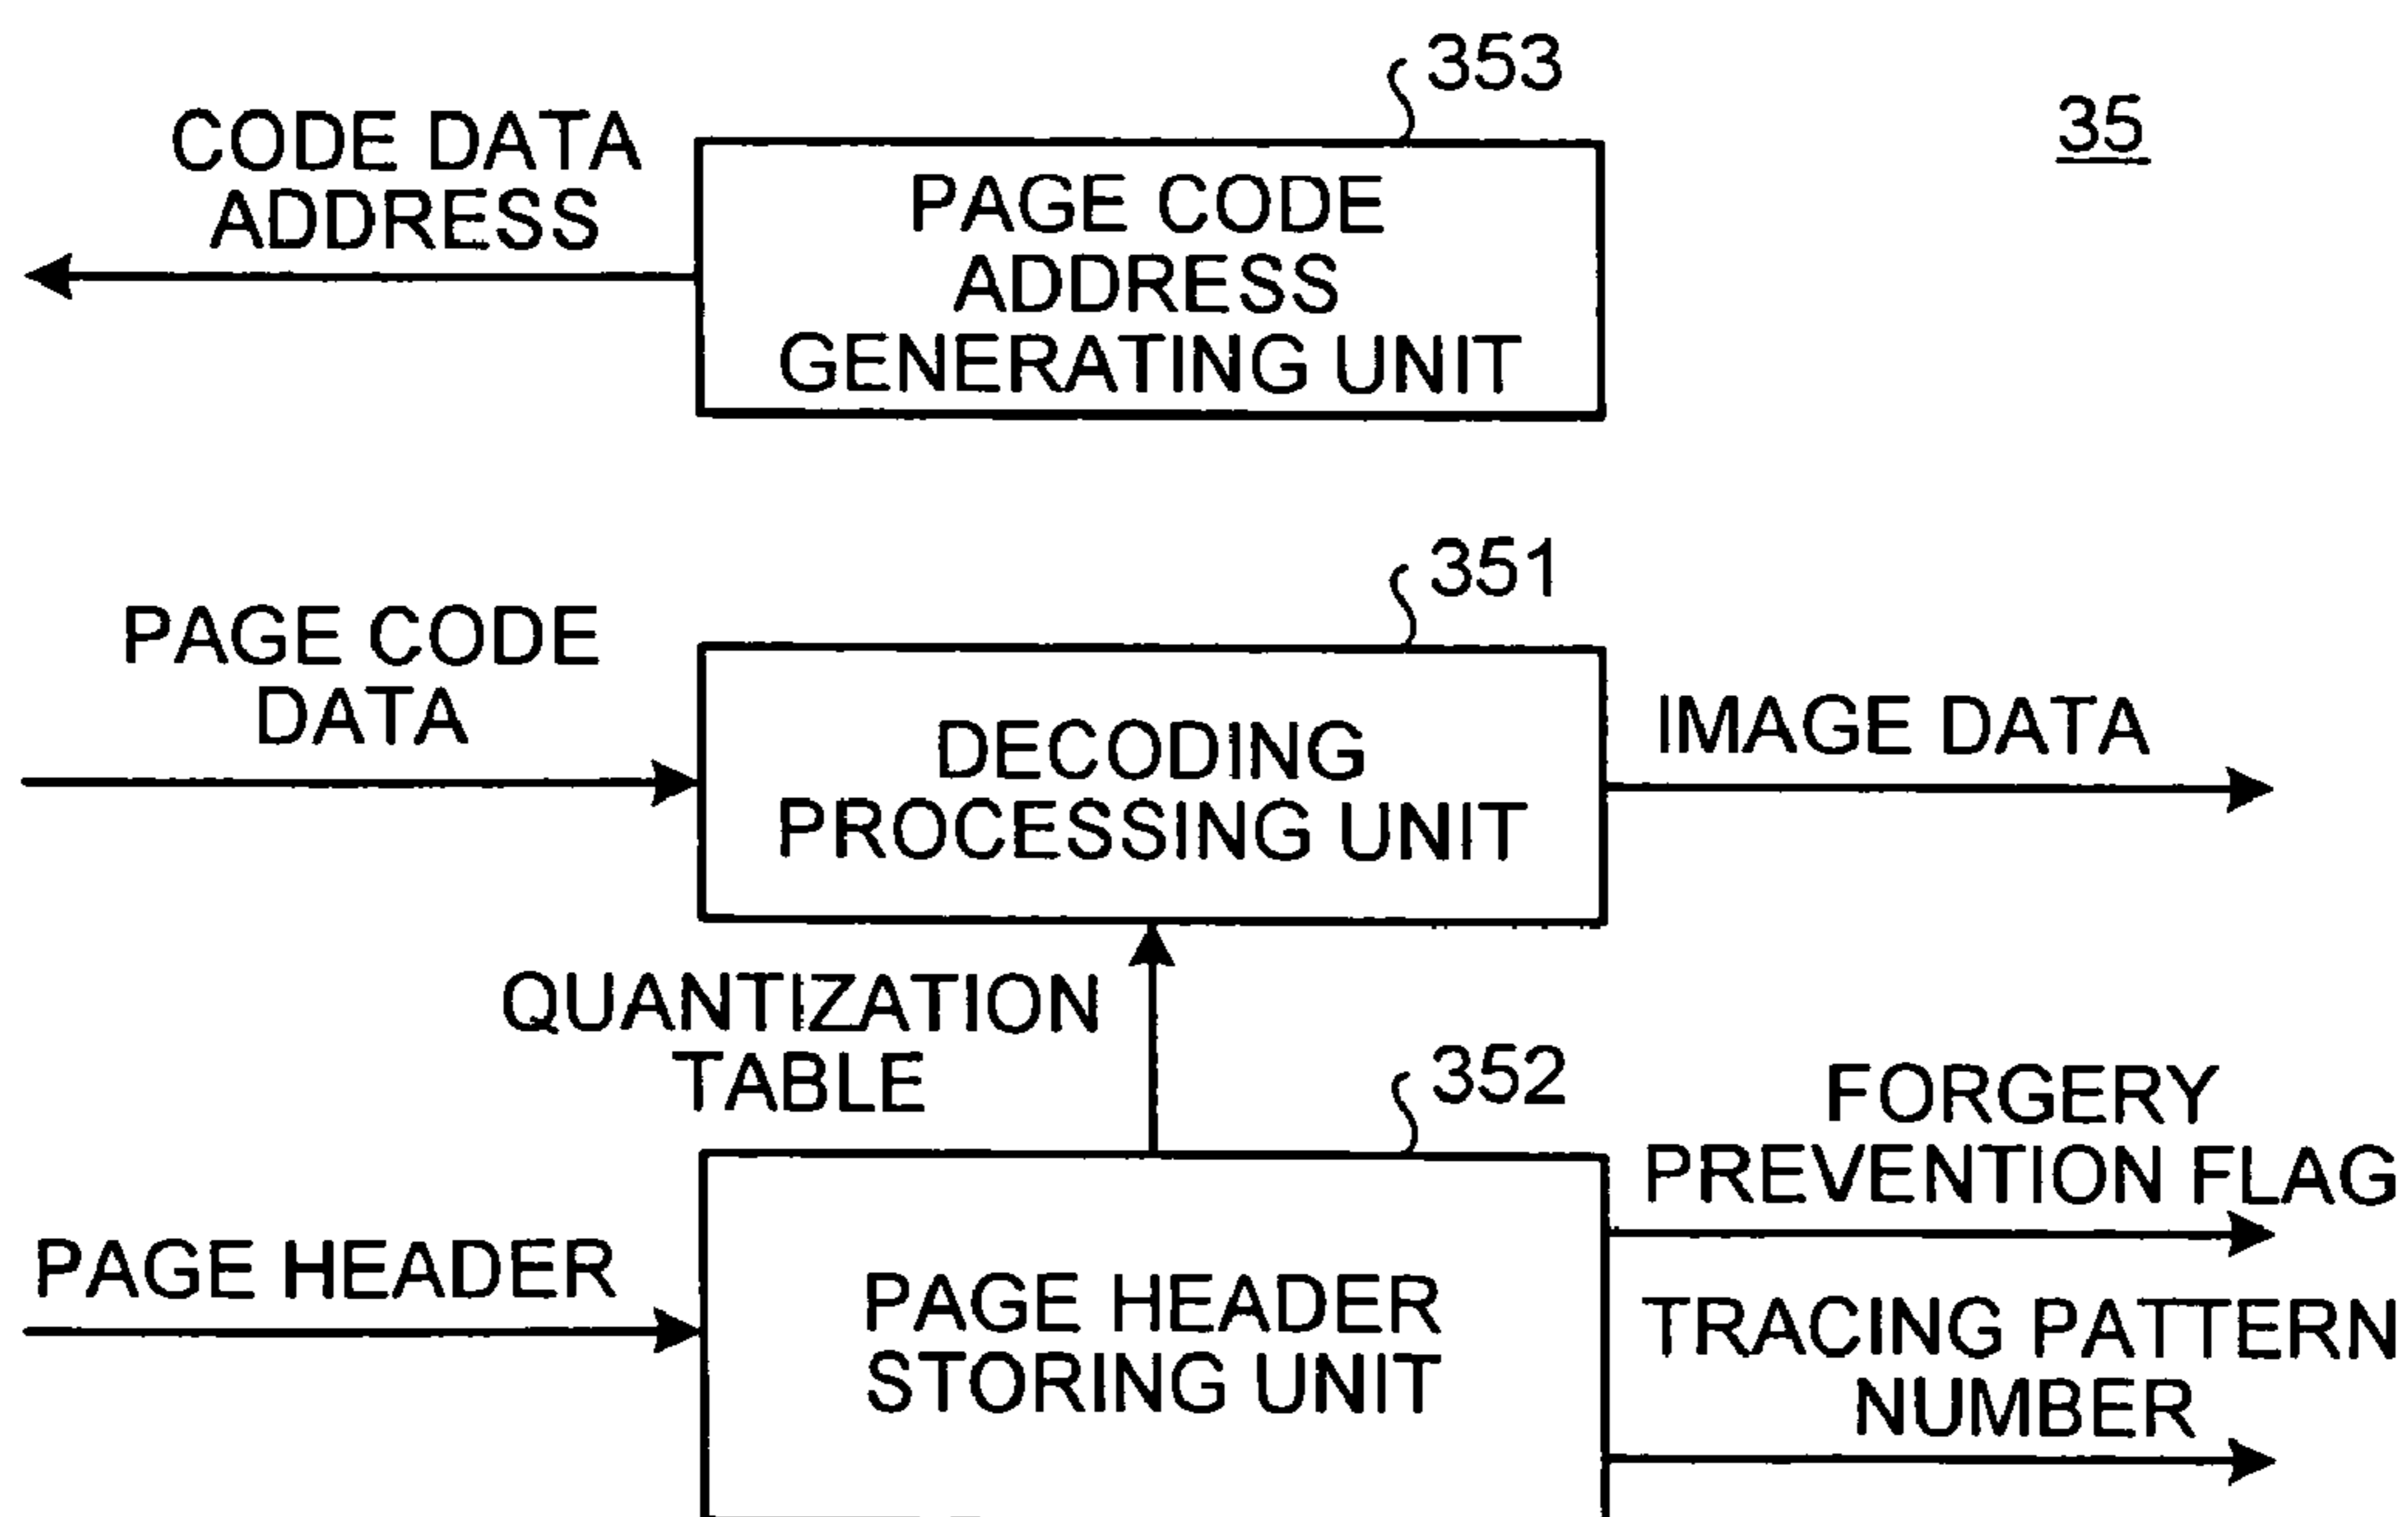 353
35
CODE DATA
ADDRESS
PAGE CODE
ADDRESS
GENERATING UNIT
351
PAGE CODE
DATA
DECODING
PROCESSING UNIT
IMAGE DATA
QUANTIZATION
TABLE
352
FORGERY
PREVENTION FLAG
PAGE HEADER
PAGE HEADER
STORING UNIT
TRACING PATTERN
NUMBER